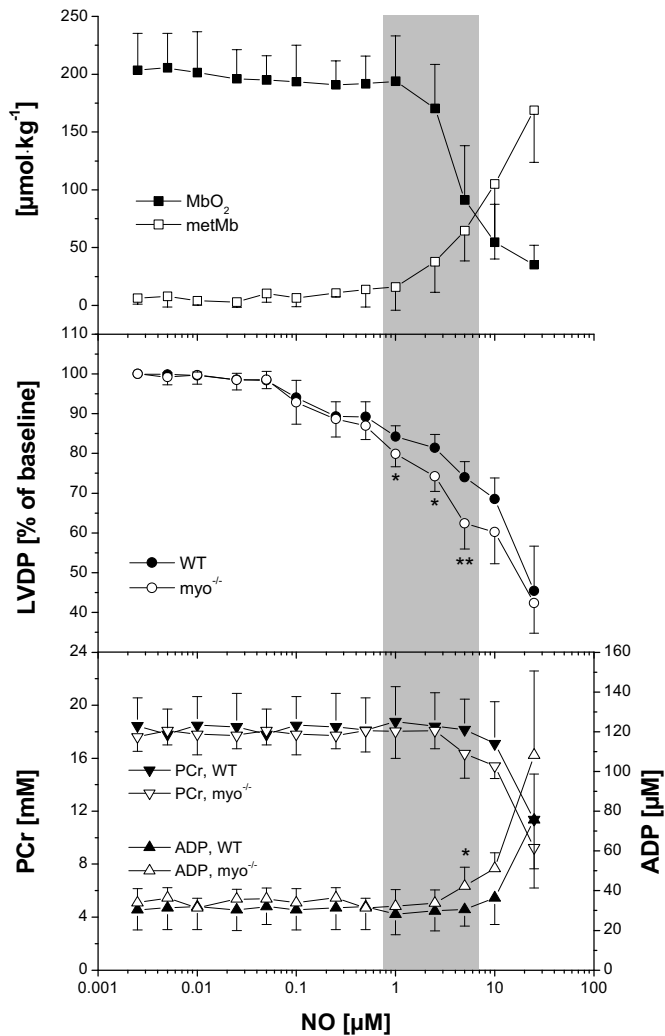 [µmol·kg⁻¹]
250
200
150
100
50
0
MbO₂
metMb
LVDP [% of baseline]
110
100
90
80
70
60
50
40
WT
myo⁻/⁻
*
*
**
PCr [mM]
24
20
16
12
8
4
0
PCr, WT
PCr, myo⁻/⁻
ADP, WT
ADP, myo⁻/⁻
*
160
140
120
100
80
60
40
20
0
ADP [µM]
0.001 0.01 0.1 1 10 100
NO [µM]